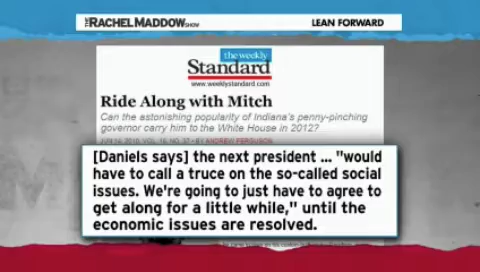 THE RACHEL MADDOW SHOW
LEAN FORWARD
the weekly
Standard
www.weeklystandard.com
Ride Along with Mitch
Can the astonishing popularity of Indiana's penny-pinching
governor carry him to the White House in 2012?
BY ANDREW FERGUSON
[Daniels says] the next president ... "would
have to call a truce on the so-called social
issues. We're going to just have to agree to
get along for a little while," until the
economic issues are resolved.